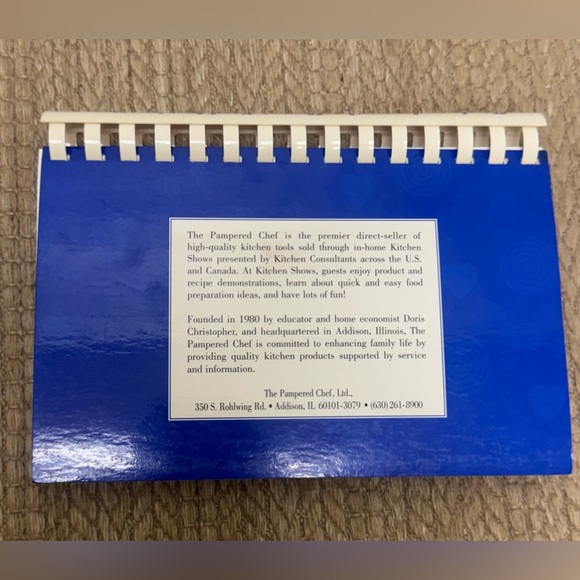 The Pampered Chef is the premier direct-seller of
high-quality kitchen tools sold through in-home Kitchen
Shows presented by Kitchen Consultants across the U.S.
and Canada. At Kitchen Shows, guests enjoy product and
recipe demonstrations, learn about quick and easy food
preparation ideas, and have lots of fun!
Founded in 1980 by educator and home economist Doris
Christopher, and headquartered in Addison, Illinois, The
Pampered Chef is committed to enhancing family life by
providing quality kitchen products supported by service
and information.
The Pampered Chef, Ltd.,
350 S. Rohlwing Rd. • Addison, IL 60101-3079 • (630) 261-8900